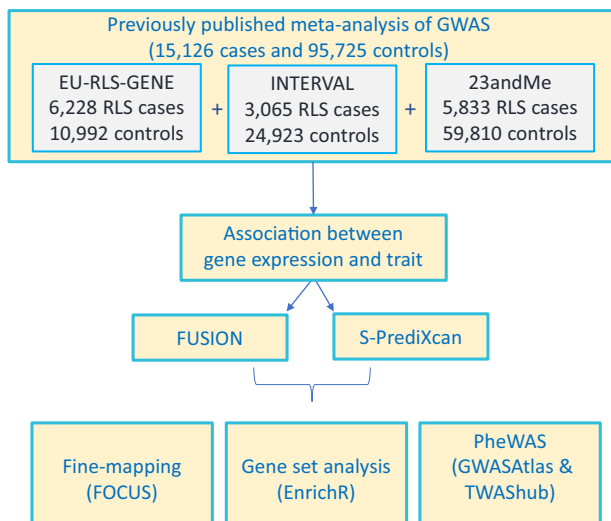 Previously published meta-analysis of GWAS
(15,126 cases and 95,725 controls)
EU-RLS-GENE
6,228 RLS cases
10,992 controls
+
INTERVAL
3,065 RLS cases
24,923 controls
+
23andMe
5,833 RLS cases
59,810 controls
Association between
gene expression and trait
FUSION
S-PrediXcan
Fine-mapping
(FOCUS)
Gene set analysis
(EnrichR)
PheWAS
(GWASAtlas &
TWAShub)